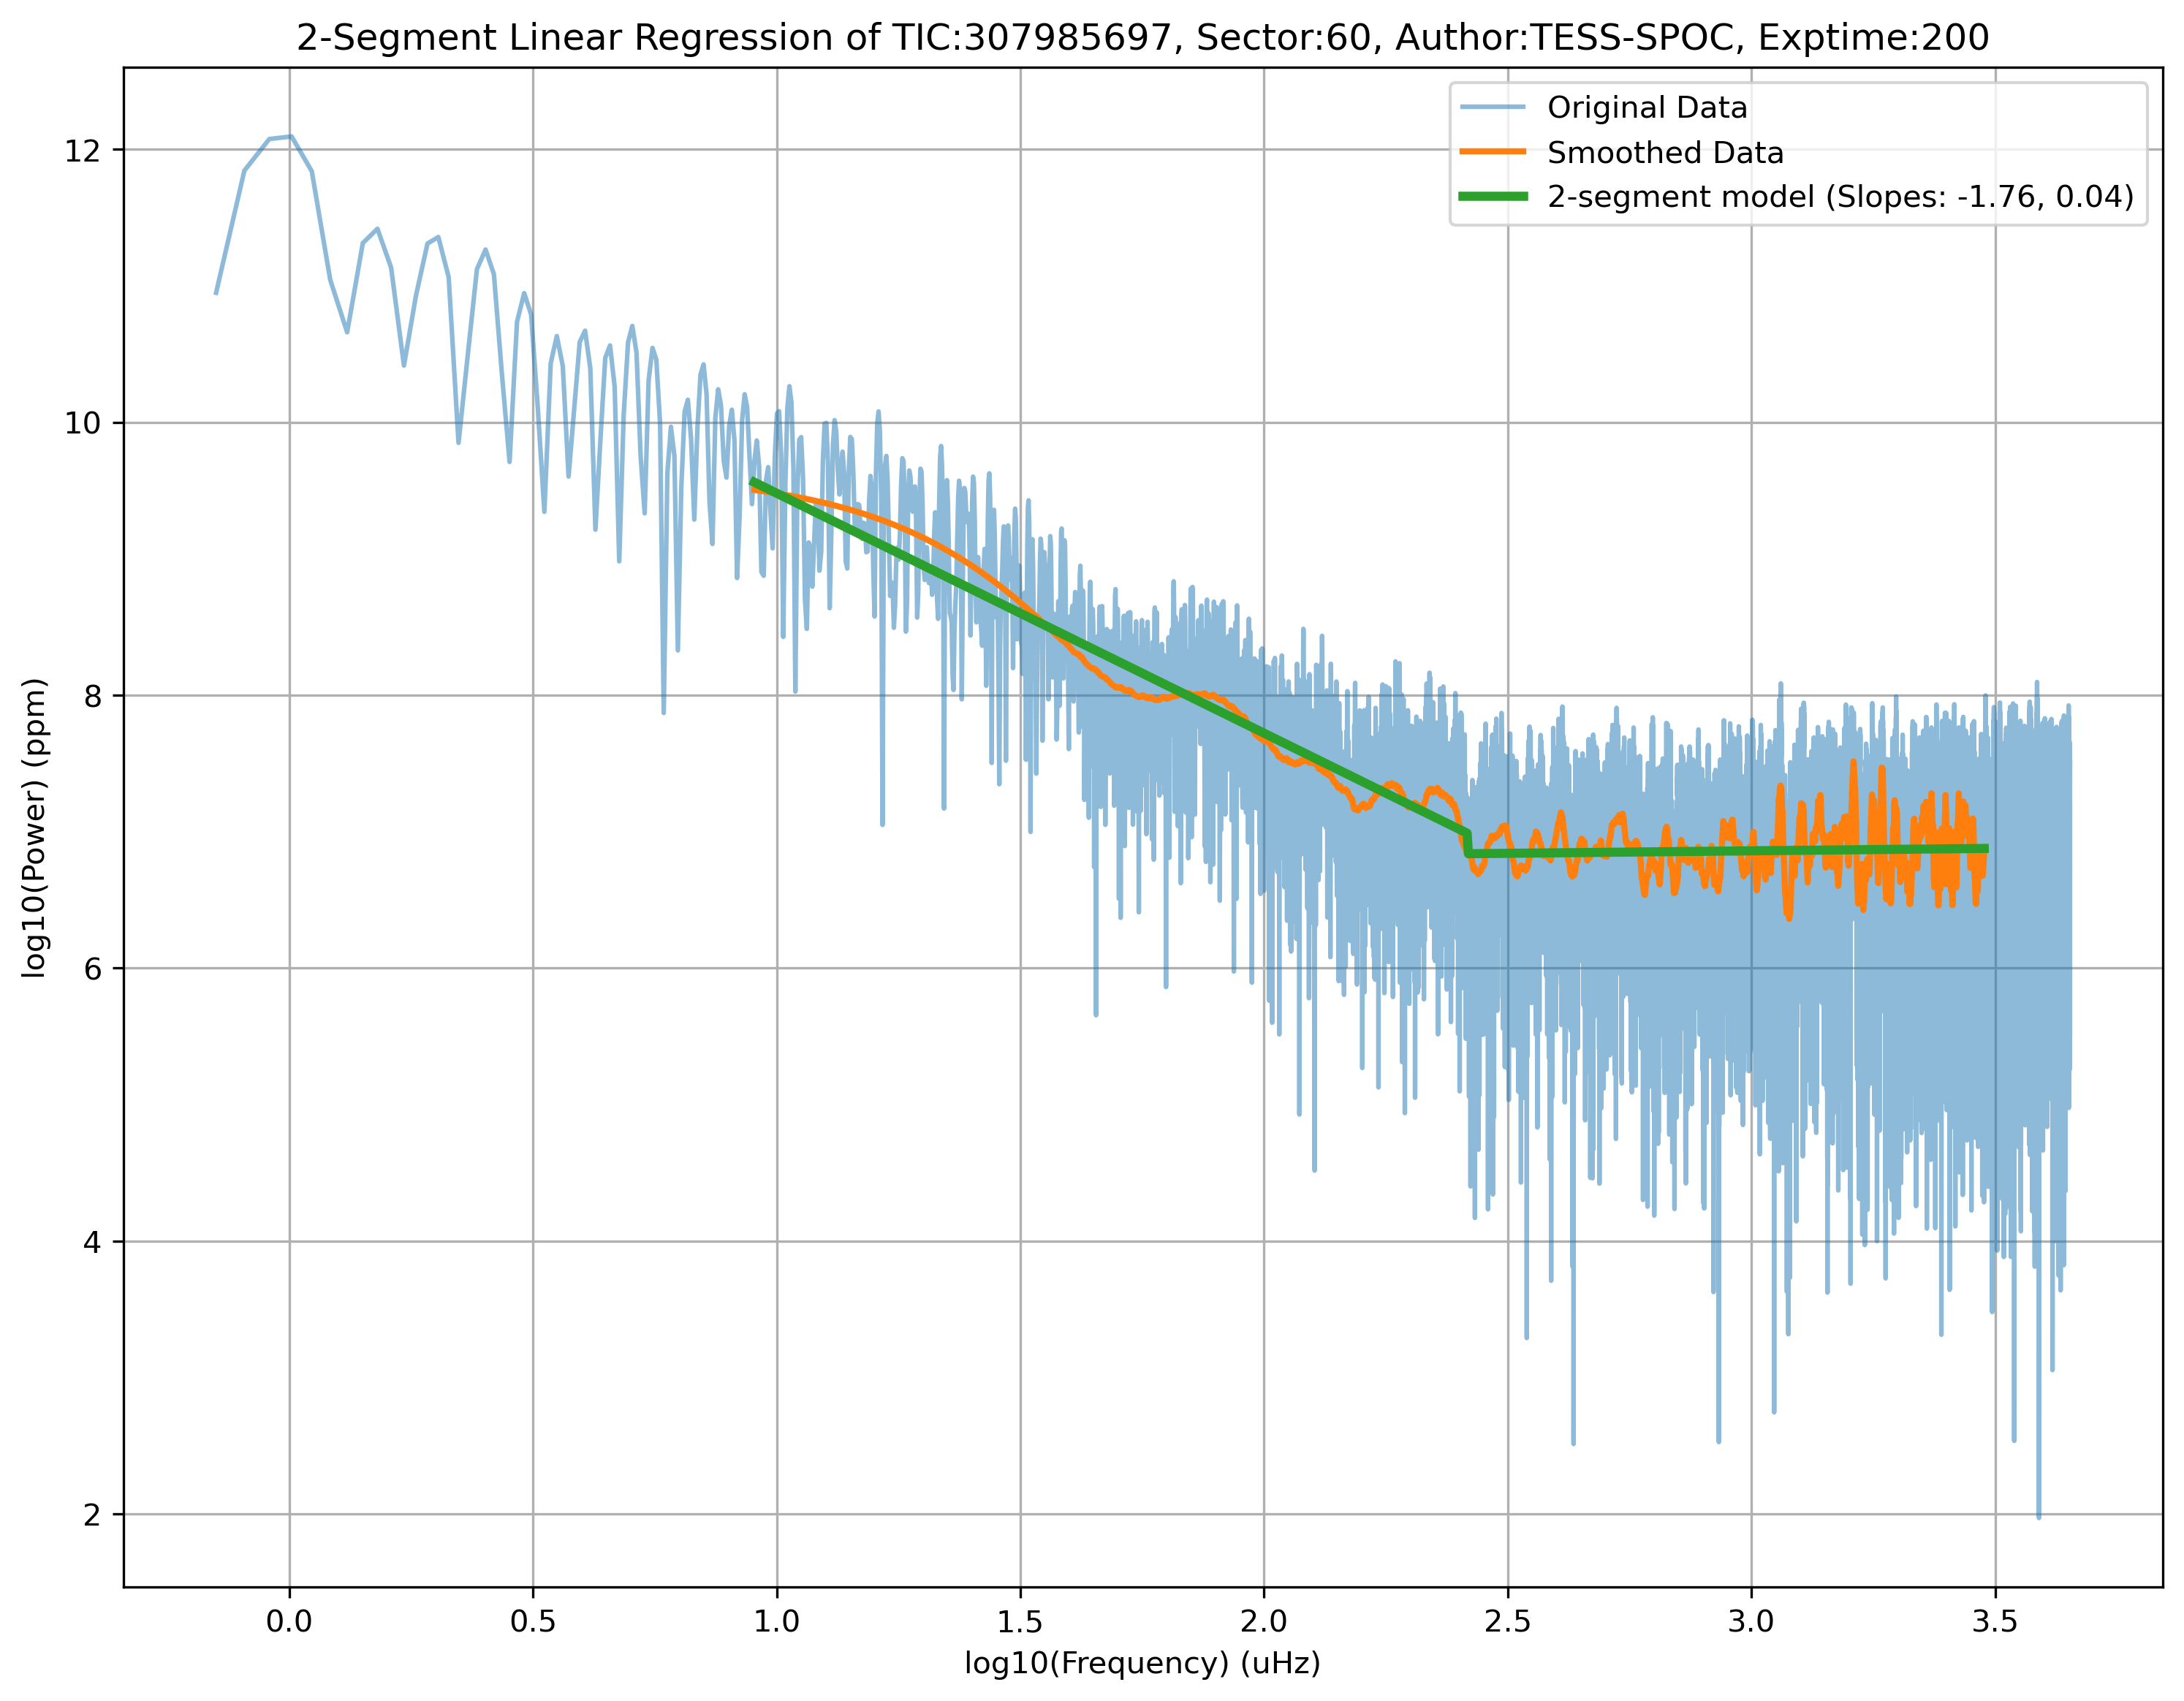 2-Segment Linear Regression of TIC:307985697, Sector:60, Author:TESS-SPOC, Exptime:200
Original Data
Smoothed Data
2-segment model (Slopes: -1.76, 0.04)
log10(Power) (ppm)
12
10
8
6
4
2
0.0 0.5 1.0 1.5 2.0 2.5 3.0 3.5
log10(Frequency) (uHz)